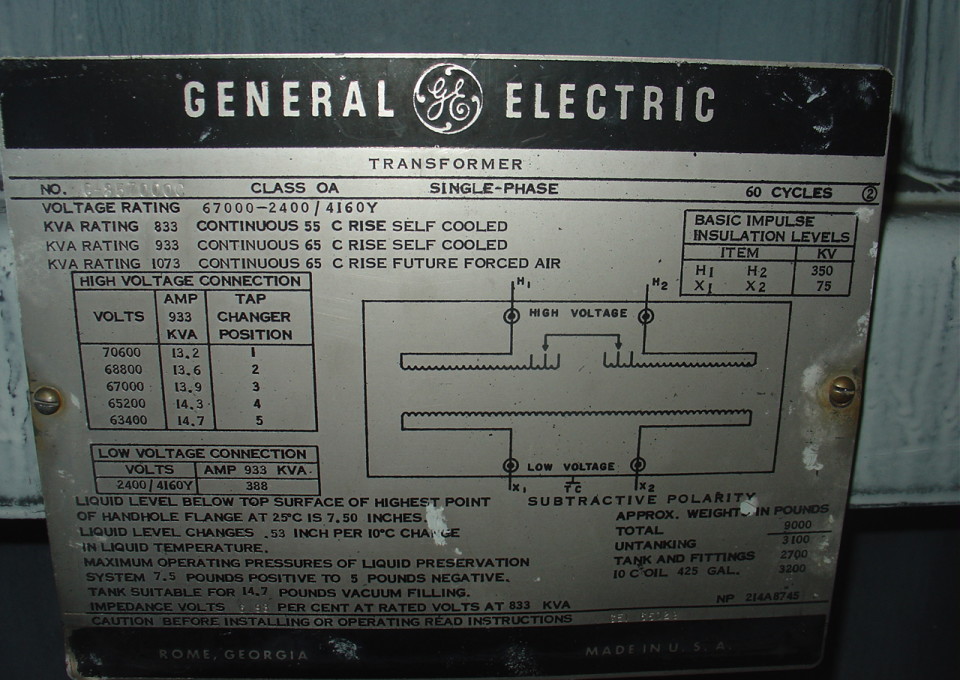 GENERAL GE ELECTRIC
TRANSFORMER
NO. CLASS OA SINGLE-PHASE 60 CYCLES 2
VOLTAGE RATING 67000-2400/4160Y
KVA RATING 833 CONTINUOUS 55 C RISE SELF COOLED
KVA RATING 933 CONTINUOUS 65 C RISE SELF COOLED
KVA RATING 1073 CONTINUOUS 65 C RISE FUTURE FORCED AIR
BASIC IMPULSE
INSULATION LEVELS
ITEM KV
H1 H2 350
X1 X2 75
HIGH VOLTAGE CONNECTION
VOLTS AMP 933 KVA TAP CHANGER POSITION
70600 13.2 1
68800 13.6 2
67000 13.9 3
65200 14.3 4
63400 14.7 5
LOW VOLTAGE CONNECTION
VOLTS AMP 933 KVA
2400/4160Y 388
H1 H2
HIGH VOLTAGE
LOW VOLTAGE
X1 TC X2
SUBTRACTIVE POLARITY
LIQUID LEVEL BELOW TOP SURFACE OF HIGHEST POINT
OF HANDHOLE FLANGE AT 25°C IS 7.50 INCHES.
LIQUID LEVEL CHANGES .53 INCH PER 10°C CHANGE
IN LIQUID TEMPERATURE.
MAXIMUM OPERATING PRESSURES OF LIQUID PRESERVATION
SYSTEM 7.5 POUNDS POSITIVE TO 5 POUNDS NEGATIVE.
TANK SUITABLE FOR 14.7 POUNDS VACUUM FILLING.
IMPEDANCE VOLTS PER CENT AT RATED VOLTS AT 833 KVA
CAUTION BEFORE INSTALLING OR OPERATING READ INSTRUCTIONS
APPROX. WEIGHTS IN POUNDS
TOTAL 9000
UNTANKING 3100
TANK AND FITTINGS 2700
10 C OIL 425 GAL. 3200
NP 214A8745
ROME, GEORGIA MADE IN U.S.A.